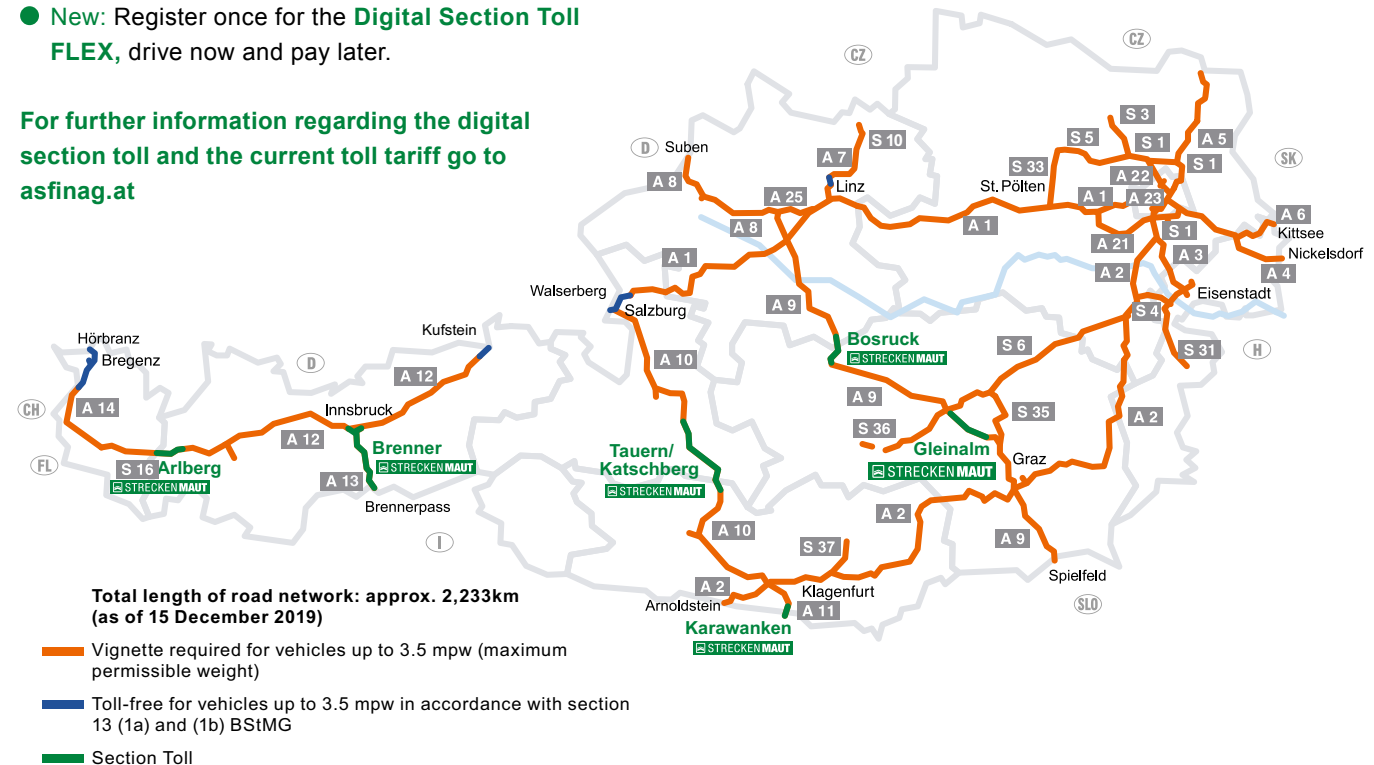 ● New: Register once for the Digital Section Toll
FLEX, drive now and pay later.
For further information regarding the digital
section toll and the current toll tariff go to
asfinag.at
CZ
CZ
D
Suben
A 8
A 7
S 10
Linz
A 25
A 8
S 3
S 5
S 1
A 5
S 1
S 33
A 22
SK
St. Pölten
A 1
A 23
A 1
A 21
S 1
A 6
Kittsee
Nickelsdorf
A 4
A 3
A 2
Eisenstadt
A 1
Walserberg
Salzburg
A 9
S 4
S 31
H
Bosruck
STRECKENMAUT
S 6
A 10
A 9
S 36
S 35
A 2
Gleinalm
STRECKENMAUT
Graz
Hörbranz
Bregenz
Kufstein
D
CH
A 14
A 12
Innsbruck
A 12
FL
S 16
Arlberg
STRECKENMAUT
Brenner
STRECKENMAUT
A 13
Brennerpass
I
Tauern/
Katschberg
STRECKENMAUT
A 10
A 2
A 9
Spielfeld
SLO
S 37
A 2
Klagenfurt
Arnoldstein
A 11
Karawanken
STRECKENMAUT
Total length of road network: approx. 2,233km
(as of 15 December 2019)
Vignette required for vehicles up to 3.5 mpw (maximum
permissible weight)
Toll-free for vehicles up to 3.5 mpw in accordance with section
13 (1a) and (1b) BStMG
Section Toll